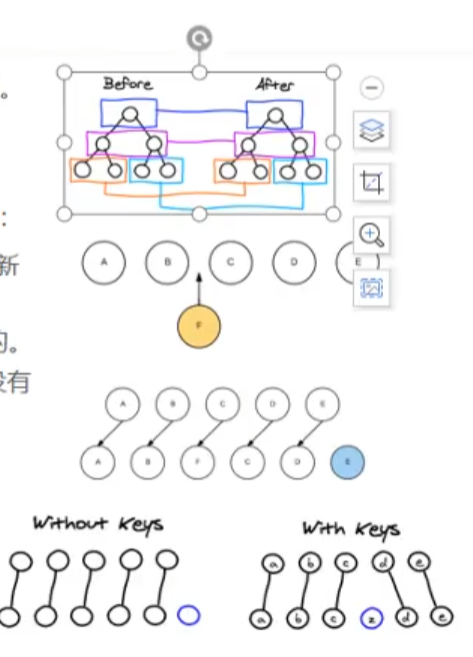 。
Before After
：
新
A B C D E
的。
F
没有
A B C D E
A B F C D E
Without Keys
With Keys
a b c d e
a b c z d e